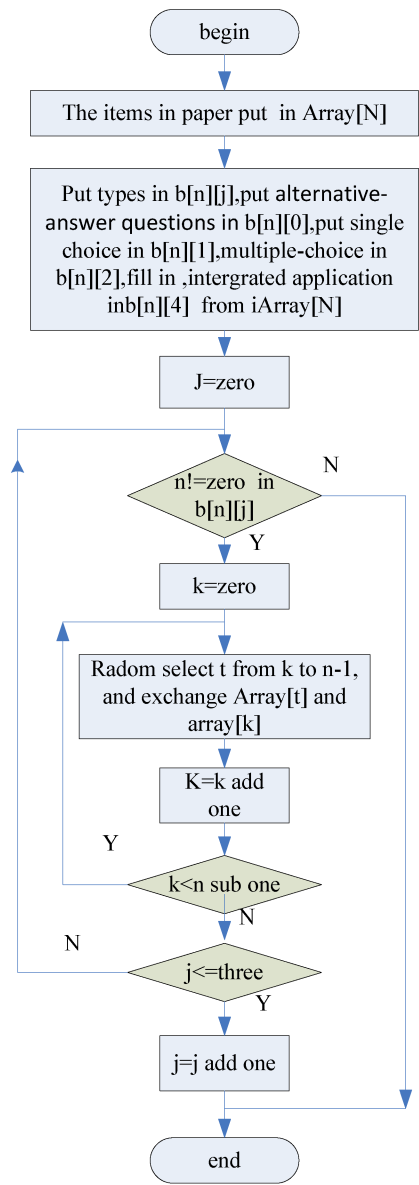 begin
The items in paper put in Array[N]
Put types in b[n][j],put alternative-
answer questions in b[n][0],put single
choice in b[n][1],multiple-choice in
b[n][2],fill in ,intergrated application
inb[n][4] from iArray[N]
J=zero
n!=zero in
b[n][j]
N
Y
k=zero
Radom select t from k to n-1,
and exchange Array[t] and
array[k]
K=k add
one
Y
k<n sub one
N
N
j<=three
Y
j=j add one
end